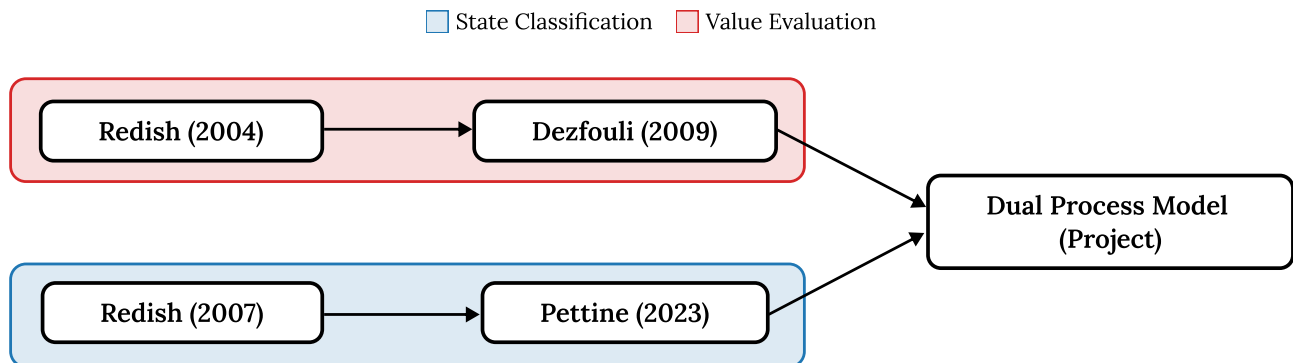 State Classification
Value Evaluation
Redish (2004)
Dezfouli (2009)
Dual Process Model
(Project)
Redish (2007)
Pettine (2023)